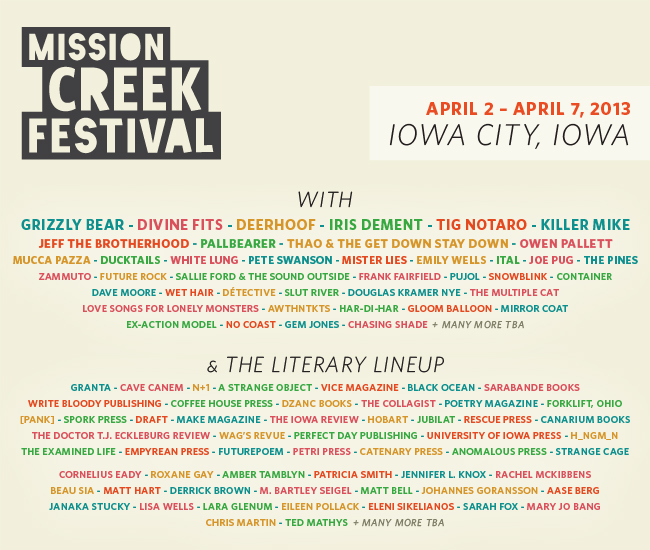 MISSION
CREEK
FESTIVAL
APRIL 2 – APRIL 7, 2013
IOWA CITY, IOWA
WITH
GRIZZLY BEAR - DIVINE FITS - DEERHOOF - IRIS DEMENT - TIG NOTARO - KILLER MIKE
JEFF THE BROTHERHOOD - PALLBEARER - THAO & THE GET DOWN STAY DOWN - OWEN PALLETT
MUCCA PAZZA - DUCKTAILS - WHITE LUNG - PETE SWANSON - MISTER LIES - EMILY WELLS - ITAL - JOE PUG - THE PINES
ZAMMUTO - FUTURE ROCK - SALLIE FORD & THE SOUND OUTSIDE - FRANK FAIRFIELD - PUJOL - SNOWBLINK - CONTAINER
DAVE MOORE - WET HAIR - DÉTECTIVE - SLUT RIVER - DOUGLAS KRAMER NYE - THE MULTIPLE CAT
LOVE SONGS FOR LONELY MONSTERS - AWTHNTKTS - HAR-DI-HAR - GLOOM BALLOON - MIRROR COAT
EX-ACTION MODEL - NO COAST - GEM JONES - CHASING SHADE + MANY MORE TBA
& THE LITERARY LINEUP
GRANTA - CAVE CANEM - N+1 - A STRANGE OBJECT - VICE MAGAZINE - BLACK OCEAN - SARABANDE BOOKS
WRITE BLOODY PUBLISHING - COFFEE HOUSE PRESS - DZANC BOOKS - THE COLLAGIST - POETRY MAGAZINE - FORKLIFT, OHIO
[PANK] - SPORK PRESS - DRAFT - MAKE MAGAZINE - THE IOWA REVIEW - HOBART - JUBILAT - RESCUE PRESS - CANARIUM BOOKS
THE DOCTOR T.J. ECKLEBURG REVIEW - WAG'S REVUE - PERFECT DAY PUBLISHING - UNIVERSITY OF IOWA PRESS - H_NGM_N
THE EXAMINED LIFE - EMPYREAN PRESS - FUTUREPOEM - PETRI PRESS - CATENARY PRESS - ANOMALOUS PRESS - STRANGE CAGE
CORNELIUS EADY - ROXANE GAY - AMBER TAMBLYN - PATRICIA SMITH - JENNIFER L. KNOX - RACHEL MCKIBBENS
BEAU SIA - MATT HART - DERRICK BROWN - M. BARTLEY SEIGEL - MATT BELL - JOHANNES GORANSSON - AASE BERG
JANAKA STUCKY - LISA WELLS - LARA GLENUM - EILEEN POLLACK - ELENI SIKELIANOS - SARAH FOX - MARY JO BANG
CHRIS MARTIN - TED MATHYS + MANY MORE TBA